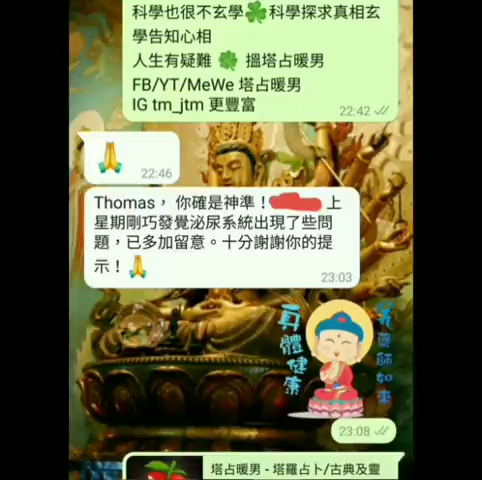 科學也很不玄學🍀科學探求真相玄
學告知心相
人生有疑難 🍀 搵塔占暖男
FB/YT/MeWe 塔占暖男
IG tm_jtm 更豐富
22:42
🙏
22:46
Thomas， 你確是神準！ 上
星期剛巧發覺泌尿系統出現了些問
題，已多加留意。十分謝謝你的提
示！🙏
23:03
身體健康
藥師如來
23:08
塔占暖男 - 塔羅占卜/古典及靈